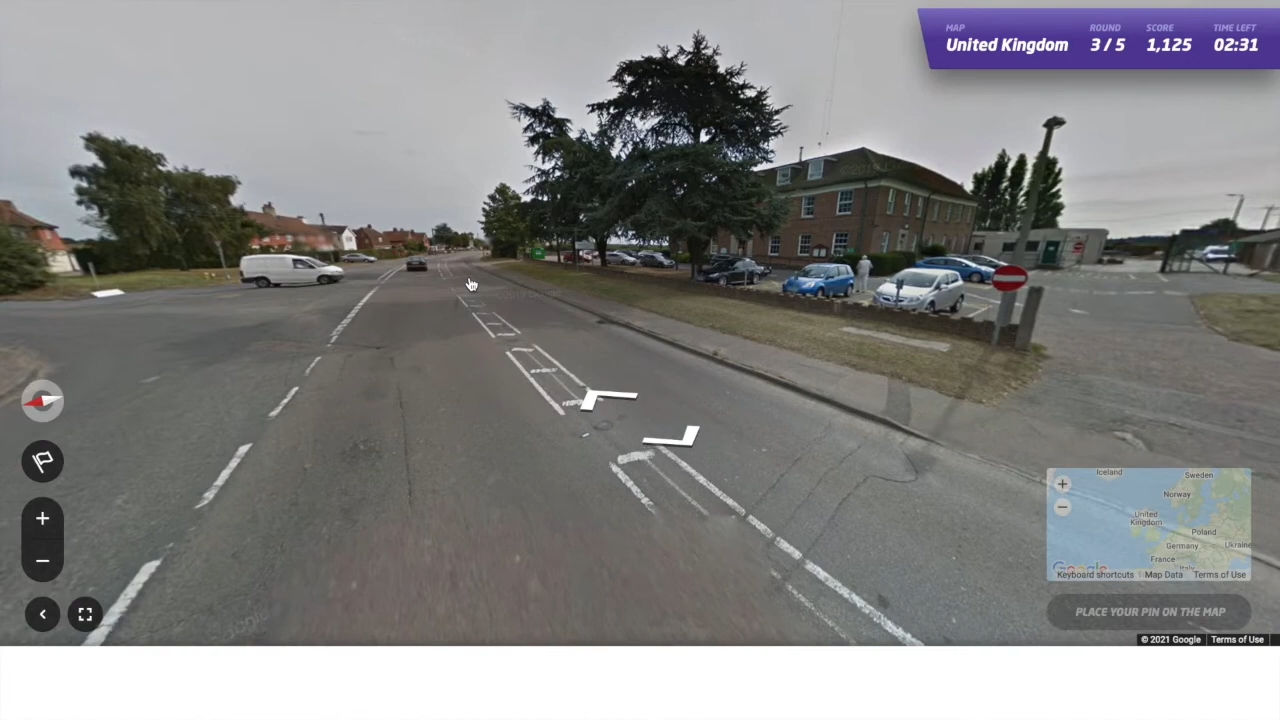 MAP
United Kingdom
ROUND
3 / 5
SCORE
1,125
TIME LEFT
02:31
Iceland
Sweden
Norway
United
Kingdom
Poland
Germany
Ukraine
France
Google
Keyboard shortcuts
Map Data
Terms of Use
PLACE YOUR PIN ON THE MAP
© 2021 Google
Terms of Use